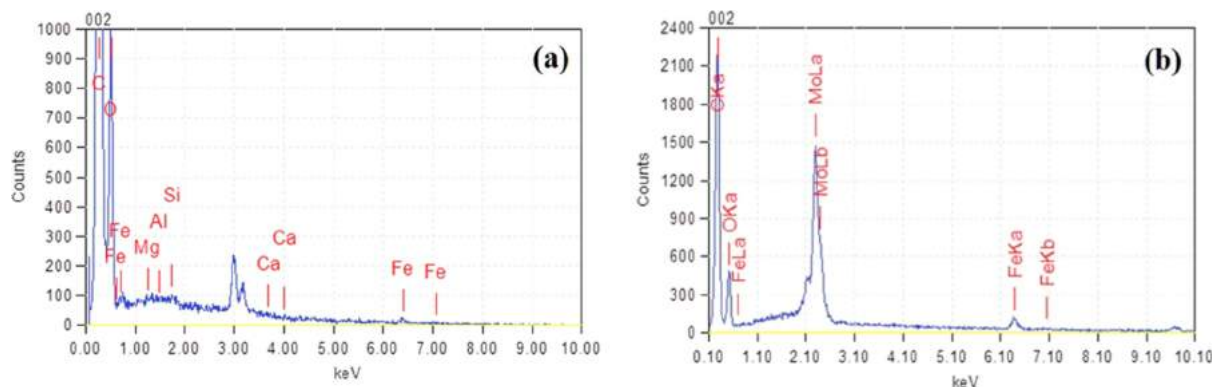 002
(a)
1000
900
800
700
600
500
400
300
200
100
0
Counts
C
O
Fe
Fe
Mg
Al
Si
Ca
Ca
Fe
Fe
0.00 1.00 2.00 3.00 4.00 5.00 6.00 7.00 8.00 9.00 10.00
keV
002
(b)
2400
2100
1800
1500
1200
900
600
300
0
Counts
CKa
OKa
FeLa
MoLa
MoLb
FeKa
FeKb
0.10 1.10 2.10 3.10 4.10 5.10 6.10 7.10 8.10 9.10 10.10
keV